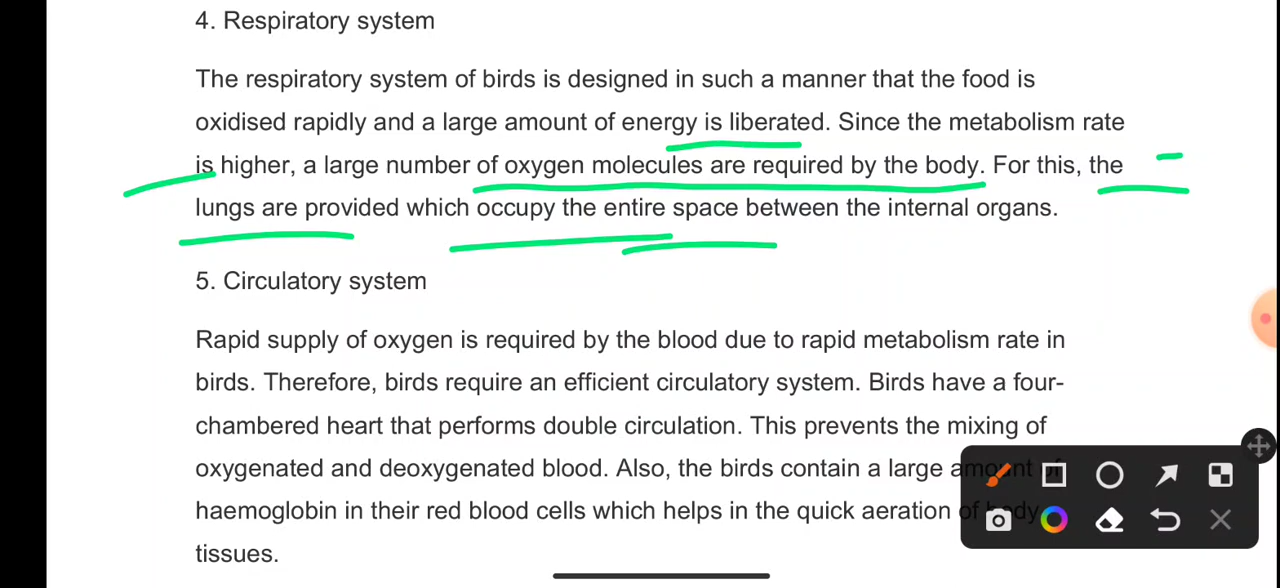 4. Respiratory system
The respiratory system of birds is designed in such a manner that the food is
oxidised rapidly and a large amount of energy is liberated. Since the metabolism rate
is higher, a large number of oxygen molecules are required by the body. For this, the
lungs are provided which occupy the entire space between the internal organs.
5. Circulatory system
Rapid supply of oxygen is required by the blood due to rapid metabolism rate in
birds. Therefore, birds require an efficient circulatory system. Birds have a four-
chambered heart that performs double circulation. This prevents the mixing of
oxygenated and deoxygenated blood. Also, the birds contain a large amount of
haemoglobin in their red blood cells which helps in the quick aeration of body
tissues.